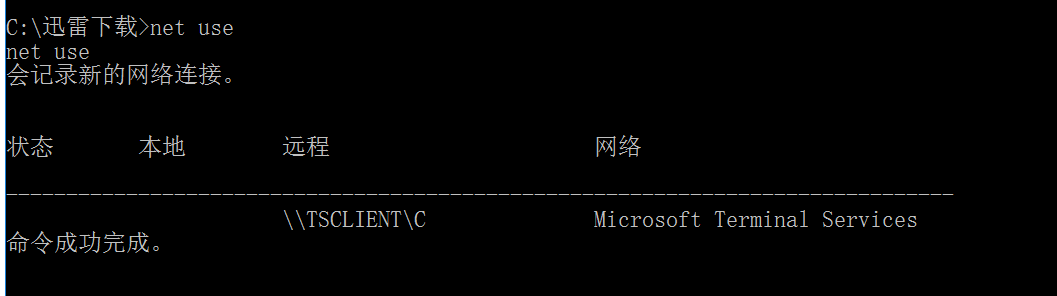 C:\迅雷下载>net use
net use
会记录新的网络连接。
状态 本地 远程 网络
-------------------------------------------------------------------------------
\\TSCLIENT\C Microsoft Terminal Services
命令成功完成。